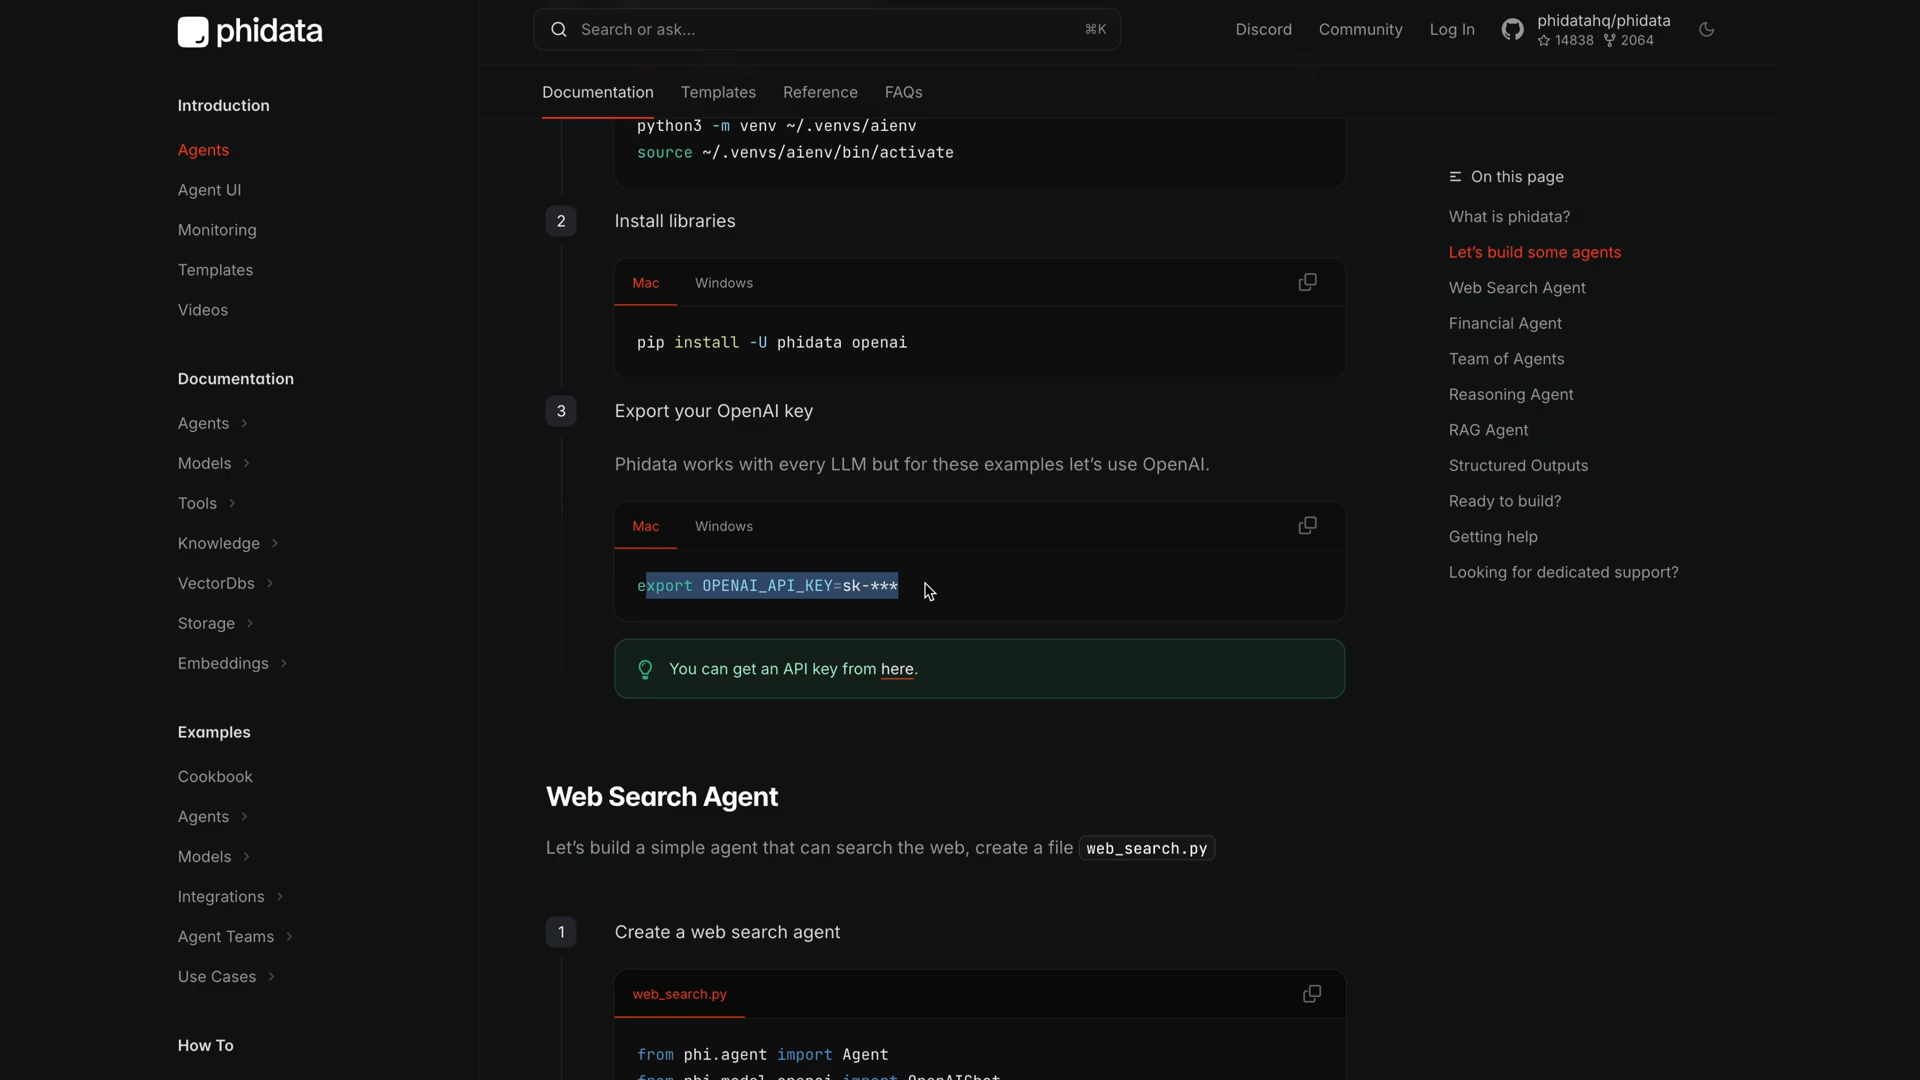 phidata
Search or ask...
⌘K
Discord
Community
Log In
phidatahq/phidata
14838 2064
Documentation
Templates
Reference
FAQs
Introduction
Agents
Agent UI
Monitoring
Templates
Videos
Documentation
Agents
Models
Tools
Knowledge
VectorDbs
Storage
Embeddings
Examples
Cookbook
Agents
Models
Integrations
Agent Teams
Use Cases
How To
python3 -m venv ~/.venvs/aienv
source ~/.venvs/aienv/bin/activate
2
Install libraries
Mac
Windows
pip install -U phidata openai
3
Export your OpenAI key
Phidata works with every LLM but for these examples let’s use OpenAI.
Mac
Windows
export OPENAI_API_KEY=sk-***
You can get an API key from here.
Web Search Agent
Let’s build a simple agent that can search the web, create a file web_search.py
1
Create a web search agent
web_search.py
from phi.agent import Agent
from phi.model.openai import OpenAIChat
On this page
What is phidata?
Let’s build some agents
Web Search Agent
Financial Agent
Team of Agents
Reasoning Agent
RAG Agent
Structured Outputs
Ready to build?
Getting help
Looking for dedicated support?